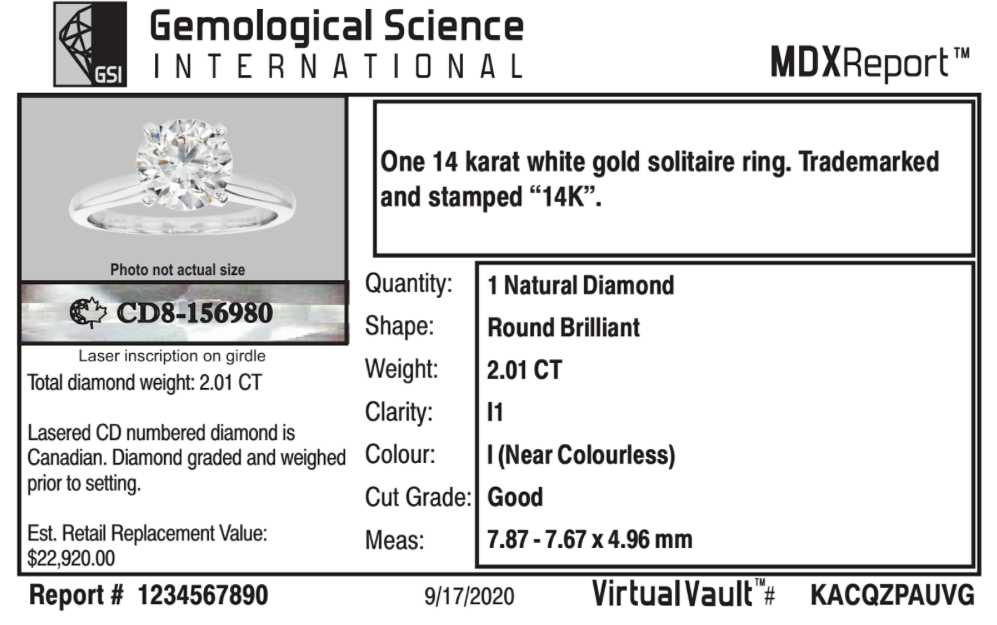 GSI
Gemological Science
INTERNATIONAL
MDXReport™
One 14 karat white gold solitaire ring. Trademarked
and stamped “14K”.
Photo not actual size
CD8-156980
Laser inscription on girdle
Total diamond weight: 2.01 CT
Lasered CD numbered diamond is
Canadian. Diamond graded and weighed
prior to setting.
Est. Retail Replacement Value:
$22,920.00
Quantity: 1 Natural Diamond
Shape: Round Brilliant
Weight: 2.01 CT
Clarity: I1
Colour: I (Near Colourless)
Cut Grade: Good
Meas: 7.87 - 7.67 x 4.96 mm
Report # 1234567890
9/17/2020
VirtualVault™# KACQZPAUVG